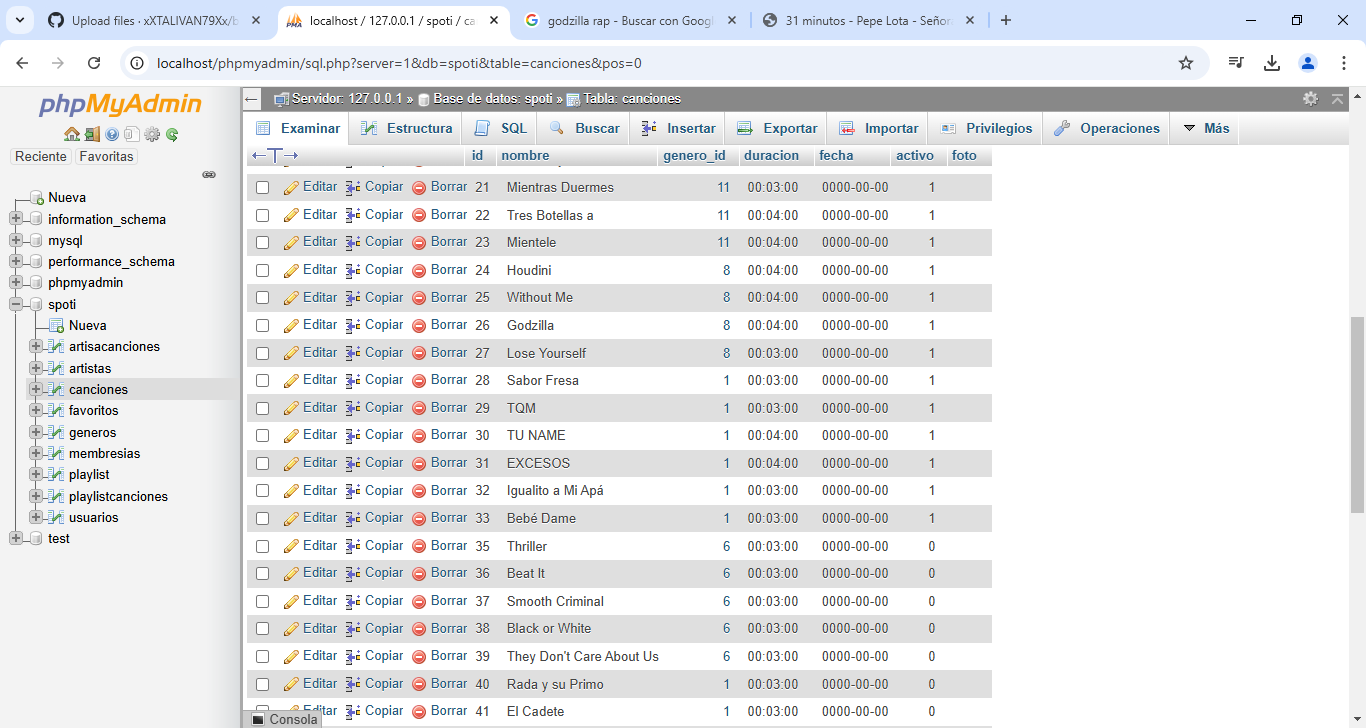 Upload files · xXTALIVAN79Xx/b
localhost / 127.0.0.1 / spoti / ca
godzilla rap - Buscar con Googl
31 minutos - Pepe Lota - Señora
localhost/phpmyadmin/sql.php?server=1&db=spoti&table=canciones&pos=0
phpMyAdmin
Reciente Favoritas
Nueva
information_schema
mysql
performance_schema
phpmyadmin
spoti
Nueva
artisacanciones
artistas
canciones
favoritos
generos
membresias
playlist
playlistcanciones
usuarios
test
Servidor: 127.0.0.1 » Base de datos: spoti » Tabla: canciones
Examinar Estructura SQL Buscar Insertar Exportar Importar Privilegios Operaciones Más
←T→ id nombre genero_id duracion fecha activo foto
Editar Copiar Borrar 21 Mientras Duermes 11 00:03:00 0000-00-00 1
Editar Copiar Borrar 22 Tres Botellas a 11 00:04:00 0000-00-00 1
Editar Copiar Borrar 23 Mientele 11 00:04:00 0000-00-00 1
Editar Copiar Borrar 24 Houdini 8 00:04:00 0000-00-00 1
Editar Copiar Borrar 25 Without Me 8 00:04:00 0000-00-00 1
Editar Copiar Borrar 26 Godzilla 8 00:04:00 0000-00-00 1
Editar Copiar Borrar 27 Lose Yourself 8 00:03:00 0000-00-00 1
Editar Copiar Borrar 28 Sabor Fresa 1 00:03:00 0000-00-00 1
Editar Copiar Borrar 29 TQM 1 00:03:00 0000-00-00 1
Editar Copiar Borrar 30 TU NAME 1 00:04:00 0000-00-00 1
Editar Copiar Borrar 31 EXCESOS 1 00:04:00 0000-00-00 1
Editar Copiar Borrar 32 Igualito a Mi Apá 1 00:03:00 0000-00-00 1
Editar Copiar Borrar 33 Bebé Dame 1 00:03:00 0000-00-00 1
Editar Copiar Borrar 35 Thriller 6 00:03:00 0000-00-00 0
Editar Copiar Borrar 36 Beat It 6 00:03:00 0000-00-00 0
Editar Copiar Borrar 37 Smooth Criminal 6 00:03:00 0000-00-00 0
Editar Copiar Borrar 38 Black or White 6 00:03:00 0000-00-00 0
Editar Copiar Borrar 39 They Don't Care About Us 6 00:03:00 0000-00-00 0
Editar Copiar Borrar 40 Rada y su Primo 1 00:03:00 0000-00-00 0
Editar Copiar Borrar 41 El Cadete 1 00:03:00 0000-00-00 0
Consola